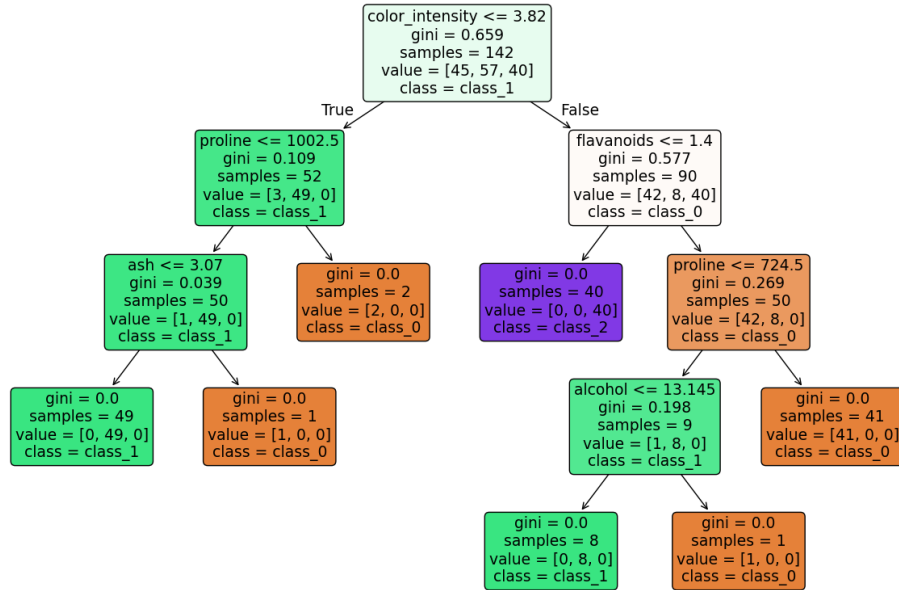 color_intensity <= 3.82
gini = 0.659
samples = 142
value = [45, 57, 40]
class = class_1
True
False
proline <= 1002.5
gini = 0.109
samples = 52
value = [3, 49, 0]
class = class_1
flavanoids <= 1.4
gini = 0.577
samples = 90
value = [42, 8, 40]
class = class_0
ash <= 3.07
gini = 0.039
samples = 50
value = [1, 49, 0]
class = class_1
gini = 0.0
samples = 2
value = [2, 0, 0]
class = class_0
gini = 0.0
samples = 40
value = [0, 0, 40]
class = class_2
proline <= 724.5
gini = 0.269
samples = 50
value = [42, 8, 0]
class = class_0
gini = 0.0
samples = 49
value = [0, 49, 0]
class = class_1
gini = 0.0
samples = 1
value = [1, 0, 0]
class = class_0
alcohol <= 13.145
gini = 0.198
samples = 9
value = [1, 8, 0]
class = class_1
gini = 0.0
samples = 41
value = [41, 0, 0]
class = class_0
gini = 0.0
samples = 8
value = [0, 8, 0]
class = class_1
gini = 0.0
samples = 1
value = [1, 0, 0]
class = class_0